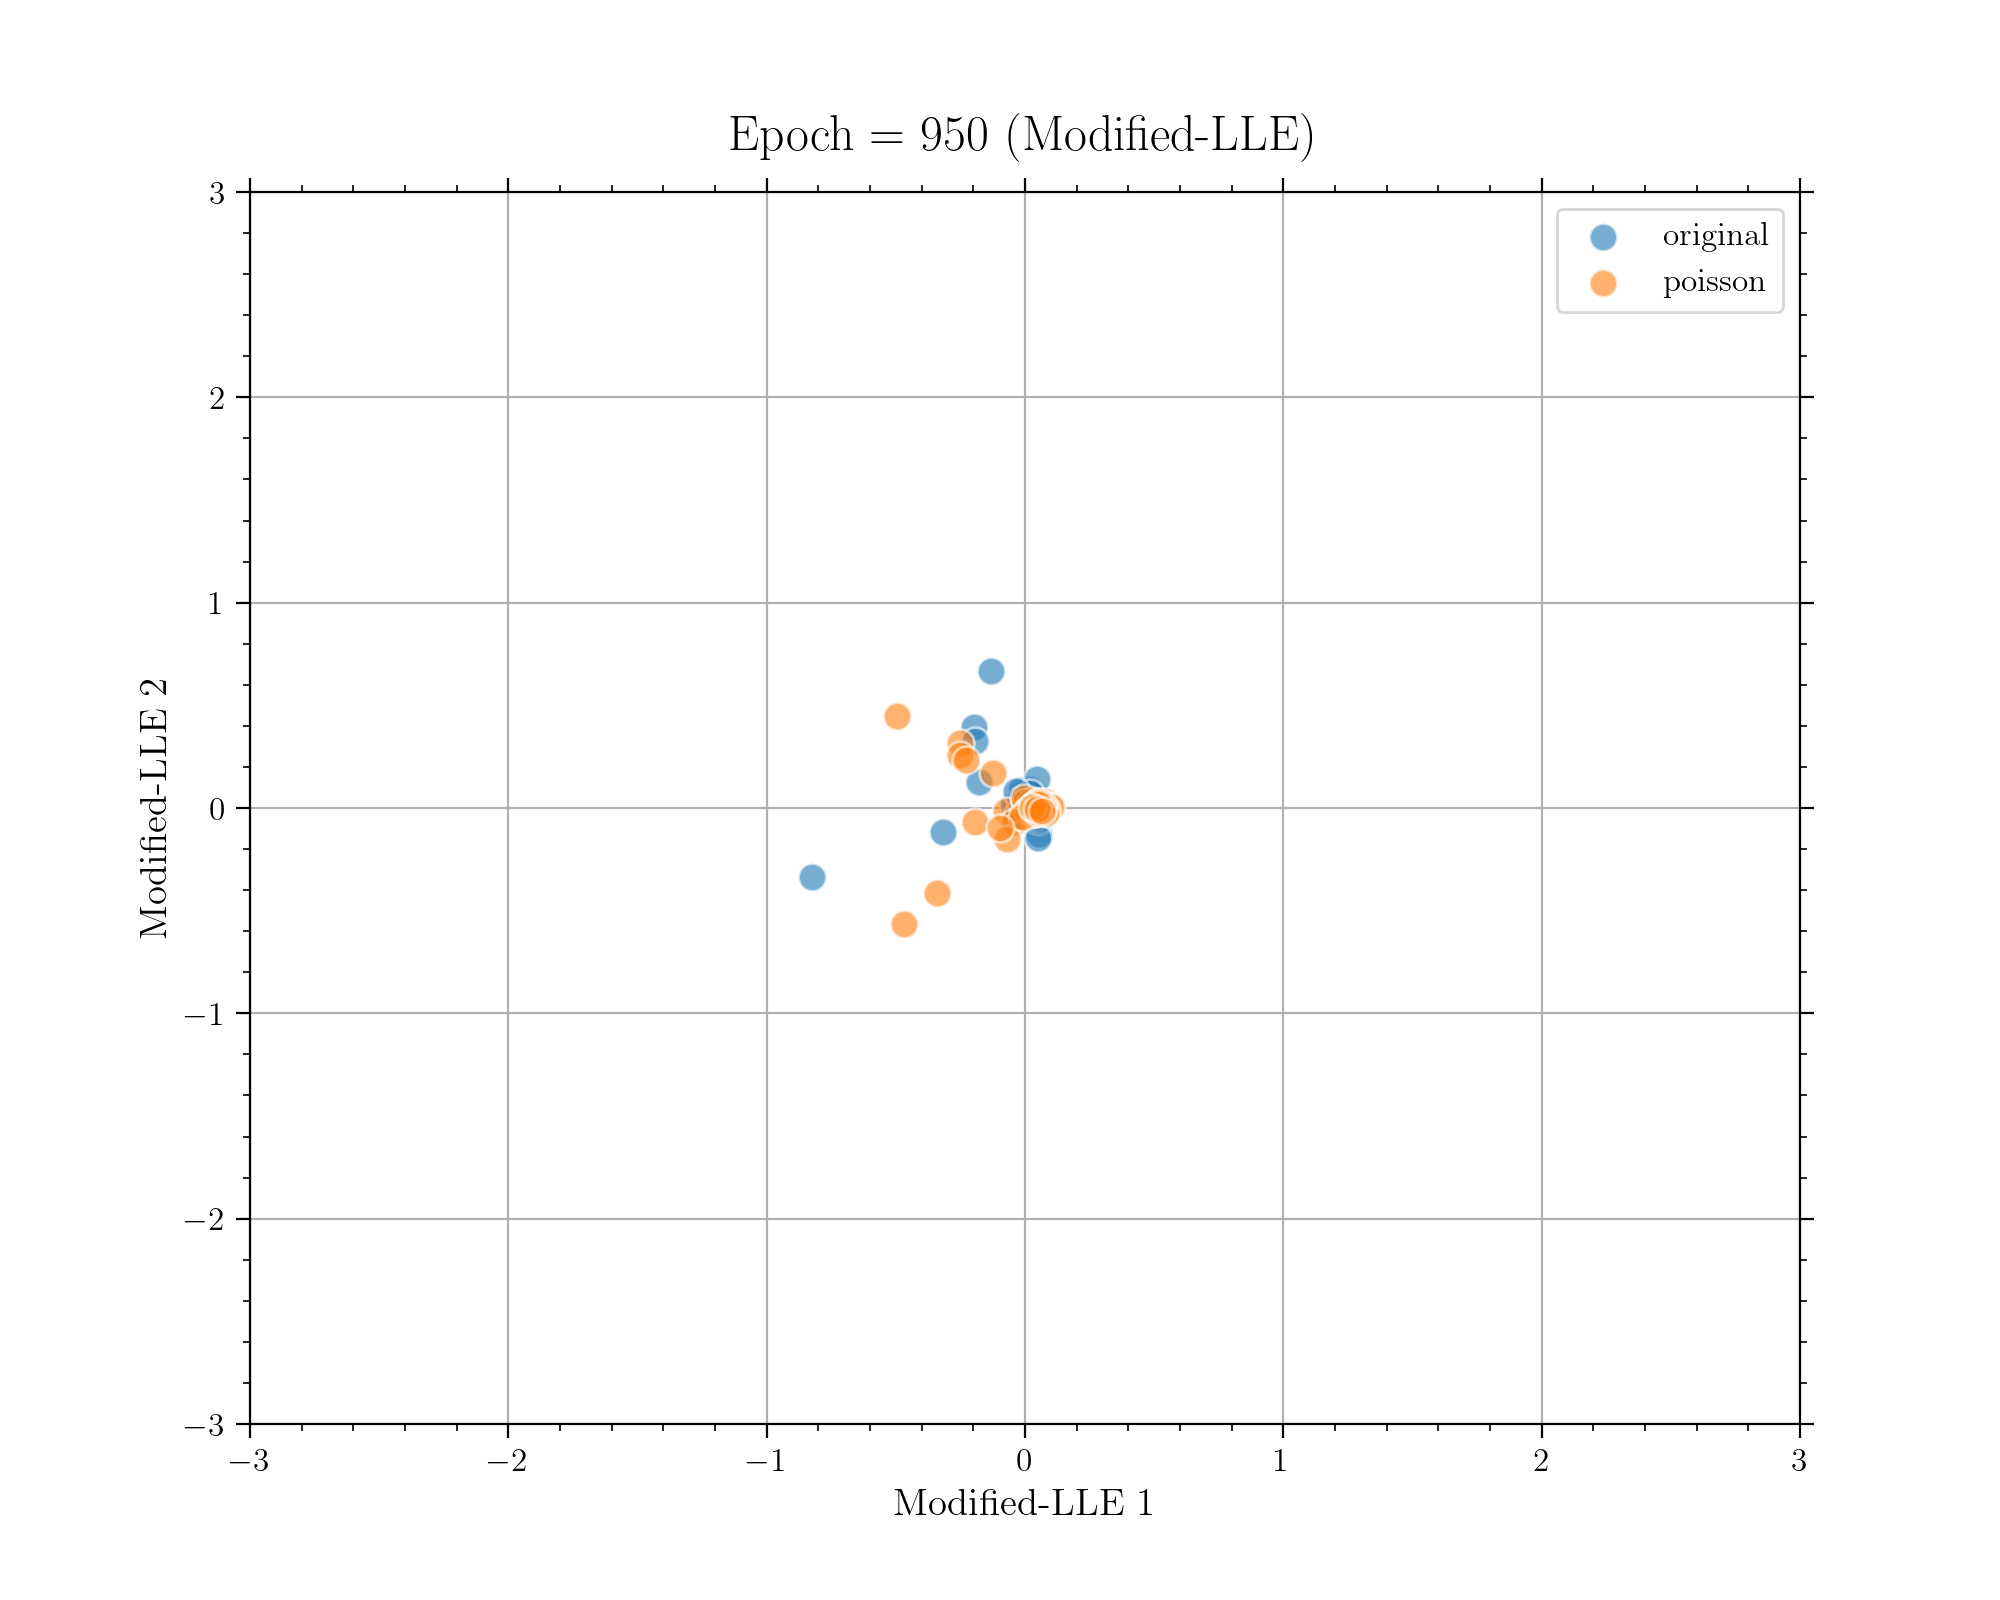 Epoch = 950 (Modified-LLE)
original
poisson
3
2
1
0
−1
−2
−3
Modified-LLE 2
−3
−2
−1
0
1
2
3
Modified-LLE 1